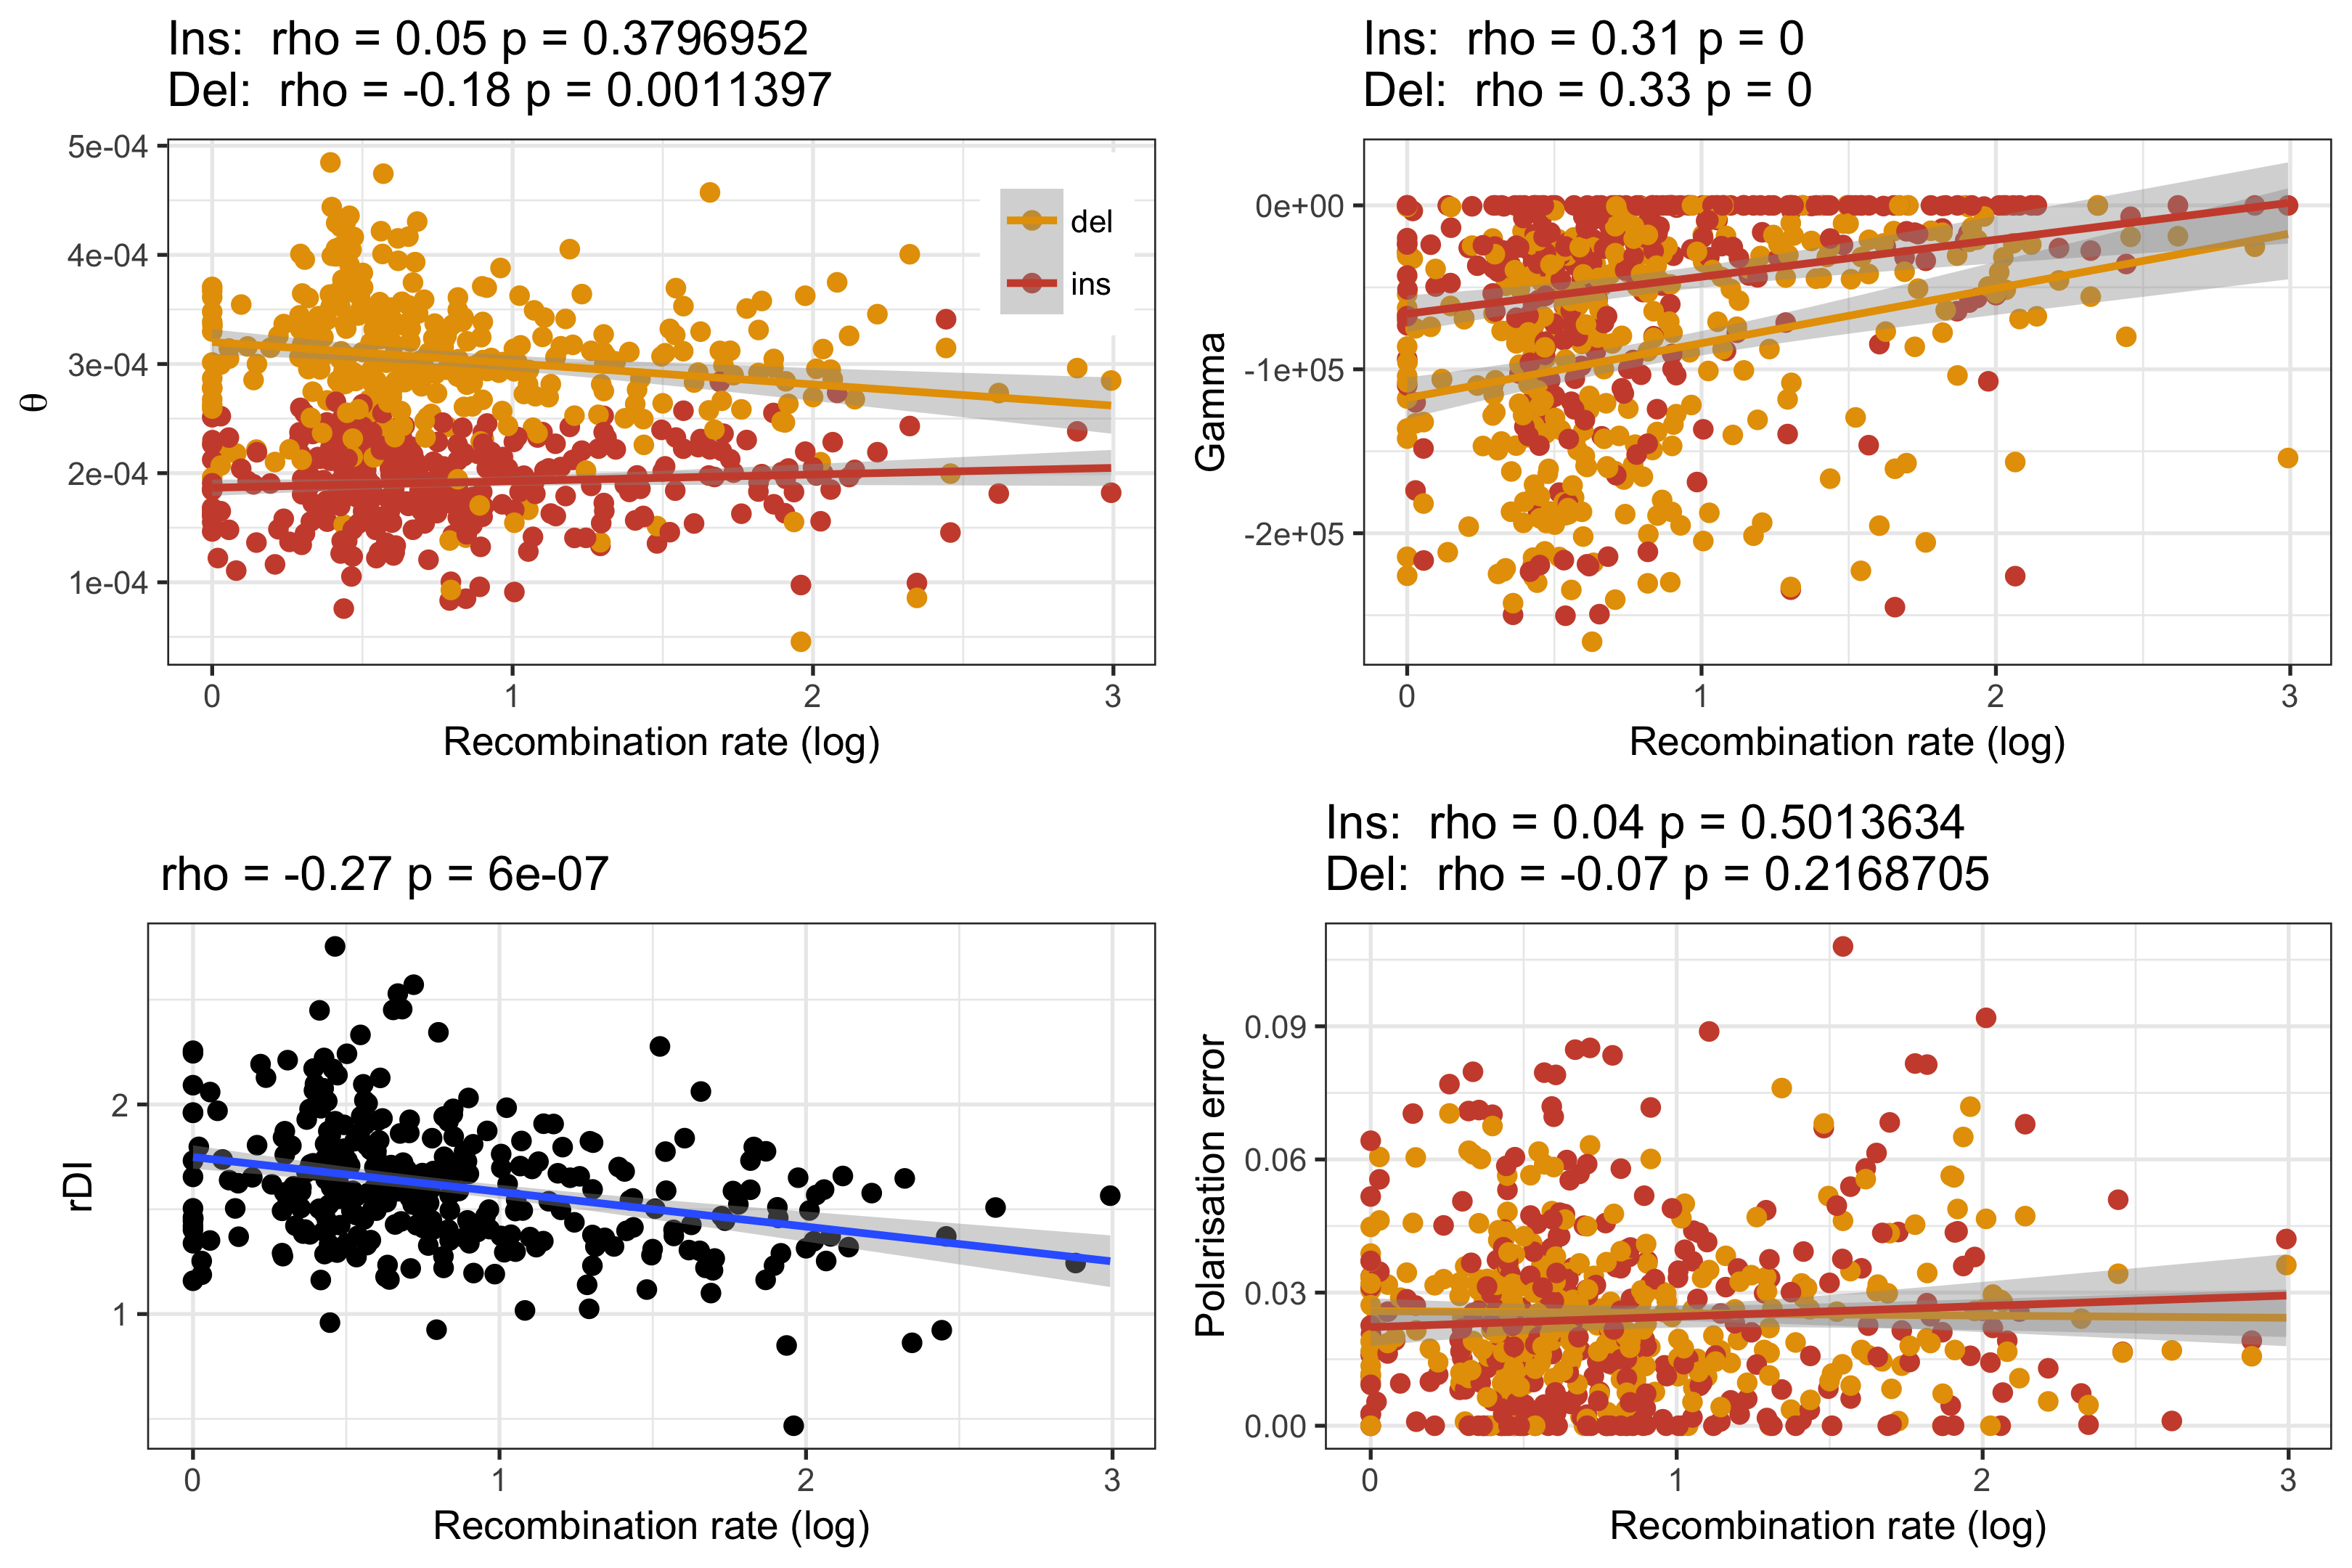 Ins:  rho = 0.05 p = 0.3796952
Del:  rho = -0.18 p = 0.0011397
5e-04
4e-04
3e-04
2e-04
1e-04
θ
del
ins
0 1 2 3
Recombination rate (log)
Ins:  rho = 0.31 p = 0
Del:  rho = 0.33 p = 0
0e+00
-1e+05
-2e+05
Gamma
0 1 2 3
Recombination rate (log)
rho = -0.27 p = 6e-07
2
1
rDI
0 1 2 3
Recombination rate (log)
Ins:  rho = 0.04 p = 0.5013634
Del:  rho = -0.07 p = 0.2168705
0.09
0.06
0.03
0.00
Polarisation error
0 1 2 3
Recombination rate (log)